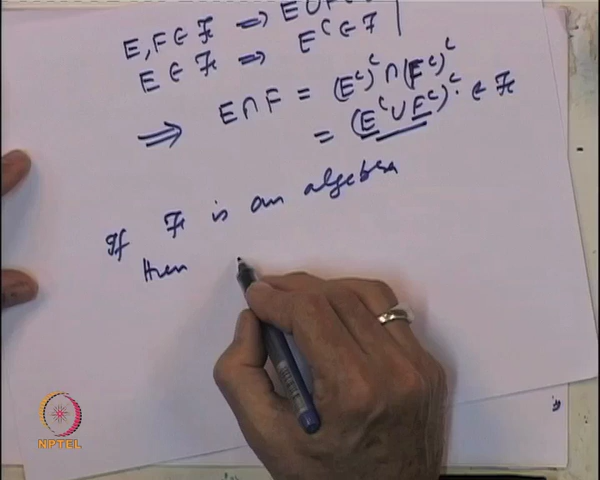 E, F ∈ 𝓕 ⟹ E ∪ F ∈
E ∈ 𝓕 ⟹ E^c ∈ 𝓕
⟹ E ∩ F = (E^c)^c ∩ (F^c)^c
= (E^c ∪ F^c)^c ∈ 𝓕
If 𝓕 is an algebra
then
NPTEL